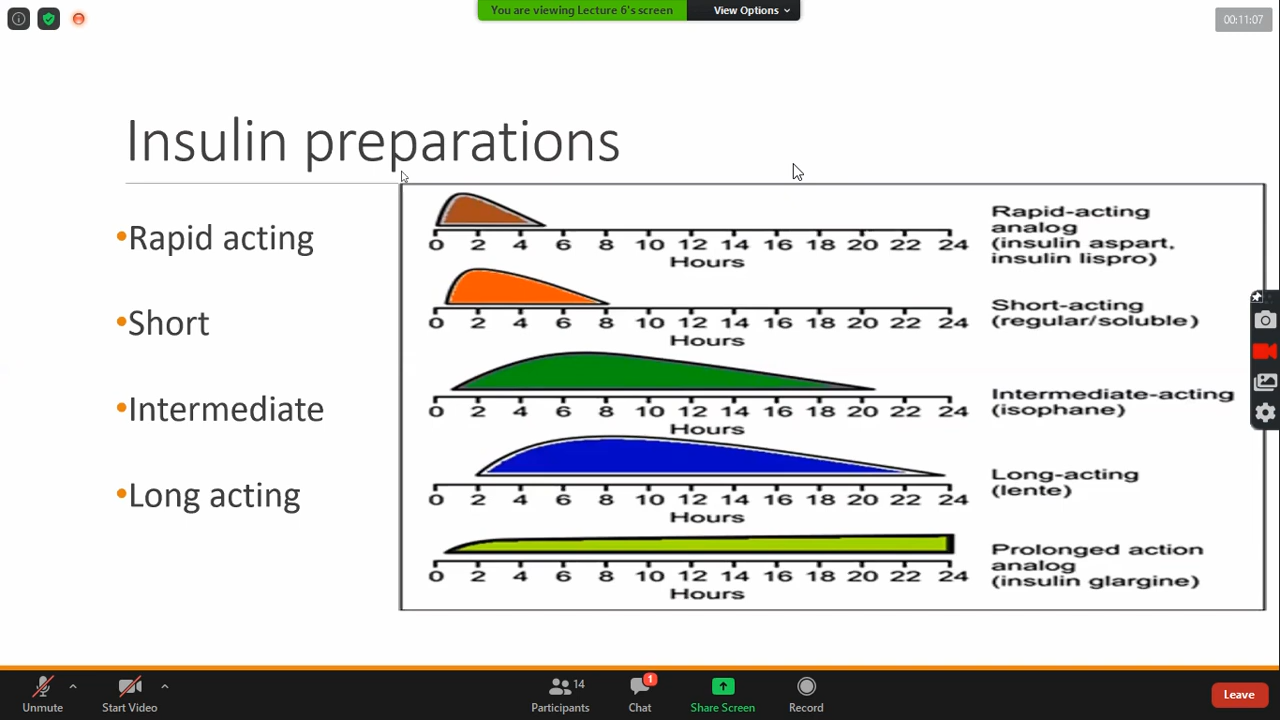 You are viewing Lecture 6's screen
View Options
00:11:07
Insulin preparations
•Rapid acting
•Short
•Intermediate
•Long acting
0 2 4 6 8 10 12 14 16 18 20 22 24
Hours
Rapid-acting
analog
(insulin aspart,
insulin lispro)
0 2 4 6 8 10 12 14 16 18 20 22 24
Hours
Short-acting
(regular/soluble)
0 2 4 6 8 10 12 14 16 18 20 22 24
Hours
Intermediate-acting
(isophane)
0 2 4 6 8 10 12 14 16 18 20 22 24
Hours
Long-acting
(lente)
0 2 4 6 8 10 12 14 16 18 20 22 24
Hours
Prolonged action
analog
(insulin glargine)
Unmute
Start Video
14
Participants
1
Chat
Share Screen
Record
Leave